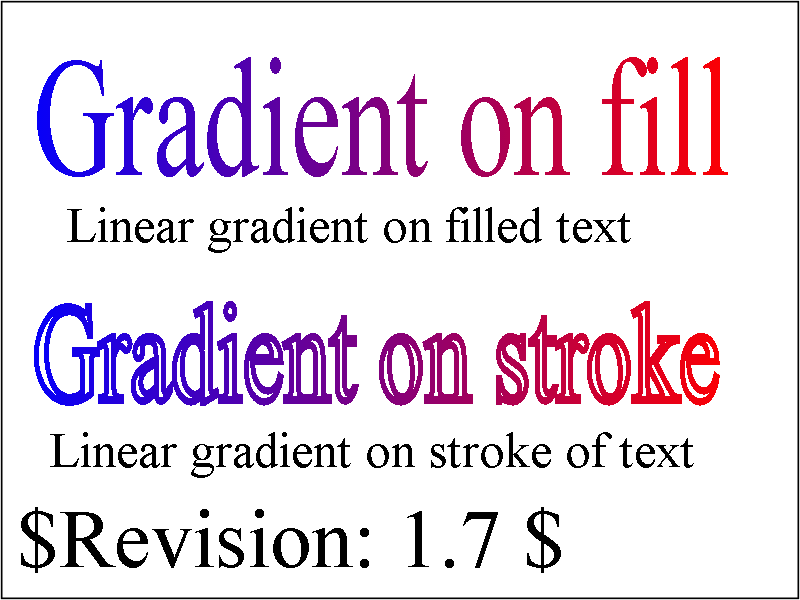 Gradient on fill
Linear gradient on filled text
Gradient on stroke
Linear gradient on stroke of text
$Revision: 1.7 $